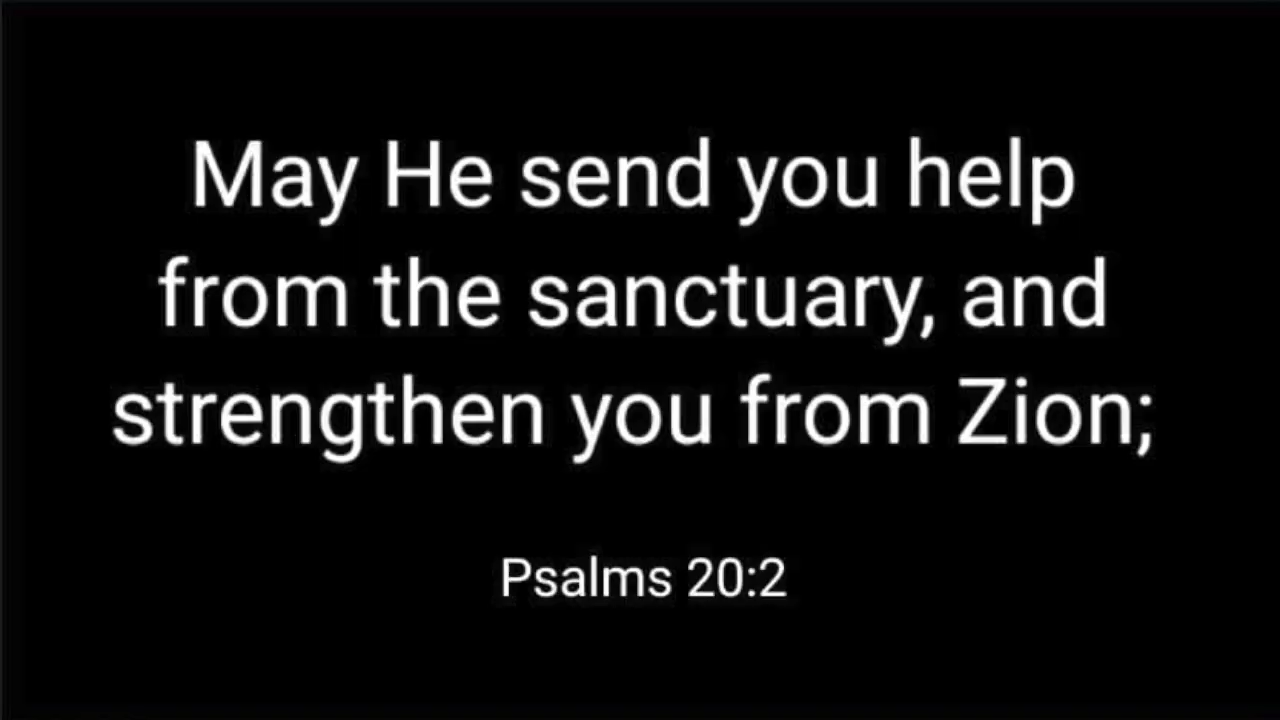 May He send you help
from the sanctuary, and
strengthen you from Zion;
Psalms 20:2